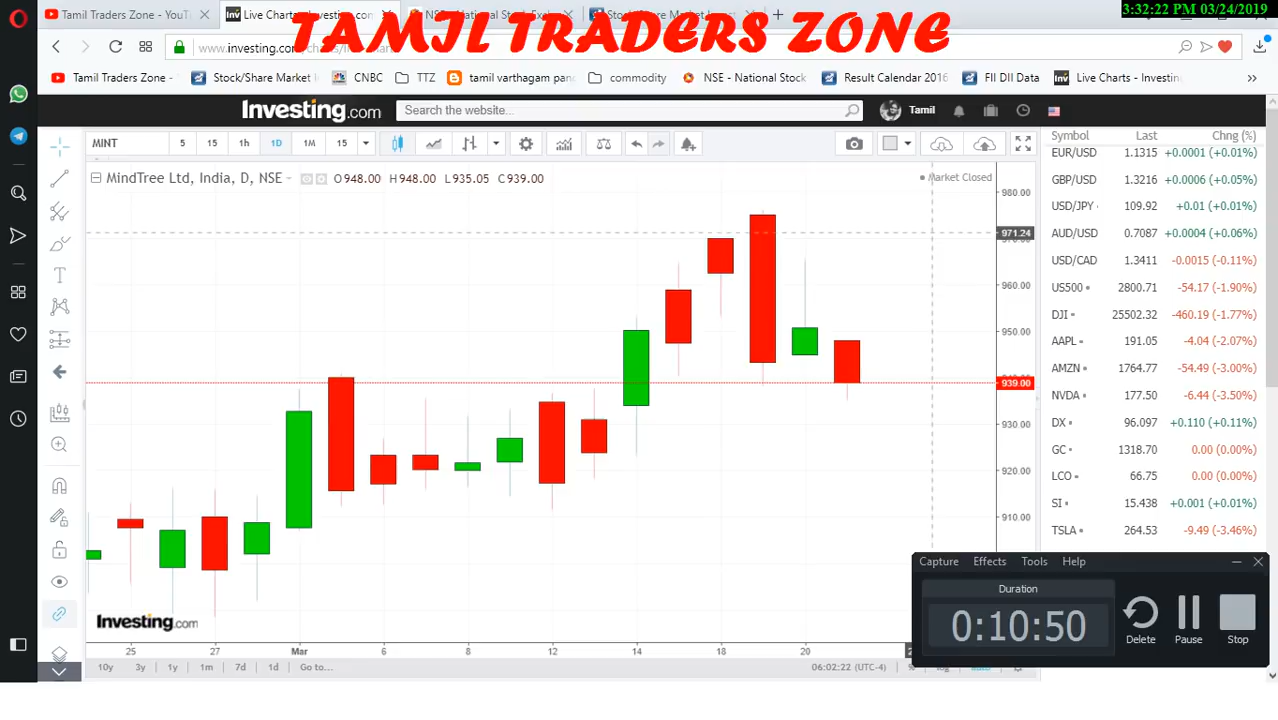 3:32:22 PM 03/24/2019
Tamil Traders Zone - YouT
Live Charts - Investing.com
TAMIL TRADERS ZONE
www.investing.com
Tamil Traders Zone -
Stock/Share Market I
CNBC
TTZ
tamil varthagam pan
commodity
NSE - National Stock
Result Calendar 2016
FII DII Data
Live Charts - Investin
Investing.com
Search the website...
Tamil
MINT
5
15
1h
1D
1M
15
MindTree Ltd, India, D, NSE
O948.00 H948.00 L935.05 C939.00
Market Closed
980.00
971.24
960.00
950.00
939.00
930.00
920.00
910.00
Symbol Last Chng (%)
EUR/USD 1.1315 +0.0001 (+0.01%)
GBP/USD 1.3216 +0.0006 (+0.05%)
USD/JPY 109.92 +0.01 (+0.01%)
AUD/USD 0.7087 +0.0004 (+0.06%)
USD/CAD 1.3411 -0.0015 (-0.11%)
US500 2800.71 -54.17 (-1.90%)
DJI 25502.32 -460.19 (-1.77%)
AAPL 191.05 -4.04 (-2.07%)
AMZN 1764.77 -54.49 (-3.00%)
NVDA 177.50 -6.44 (-3.50%)
DX 96.097 +0.110 (+0.11%)
GC 1318.70 0.00 (0.00%)
LCO 66.75 0.00 (0.00%)
SI 15.438 +0.001 (+0.01%)
TSLA 264.53 -9.49 (-3.46%)
Capture Effects Tools Help
Duration
0:10:50
Delete
Pause
Stop
Investing.com
25 27 Mar 6 8 12 14 18 20
10y 3y 1y 1m 7d 1d Go to...
06:02:22 (UTC-4)